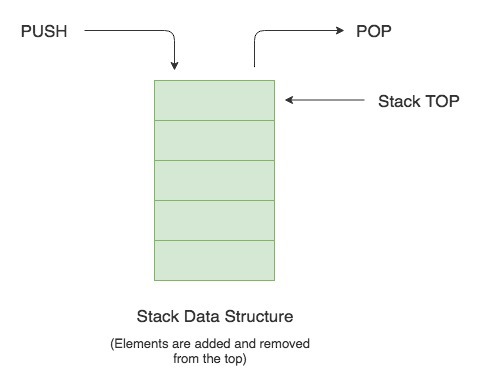 PUSH
POP
Stack TOP
Stack Data Structure
(Elements are added and removed
from the top)